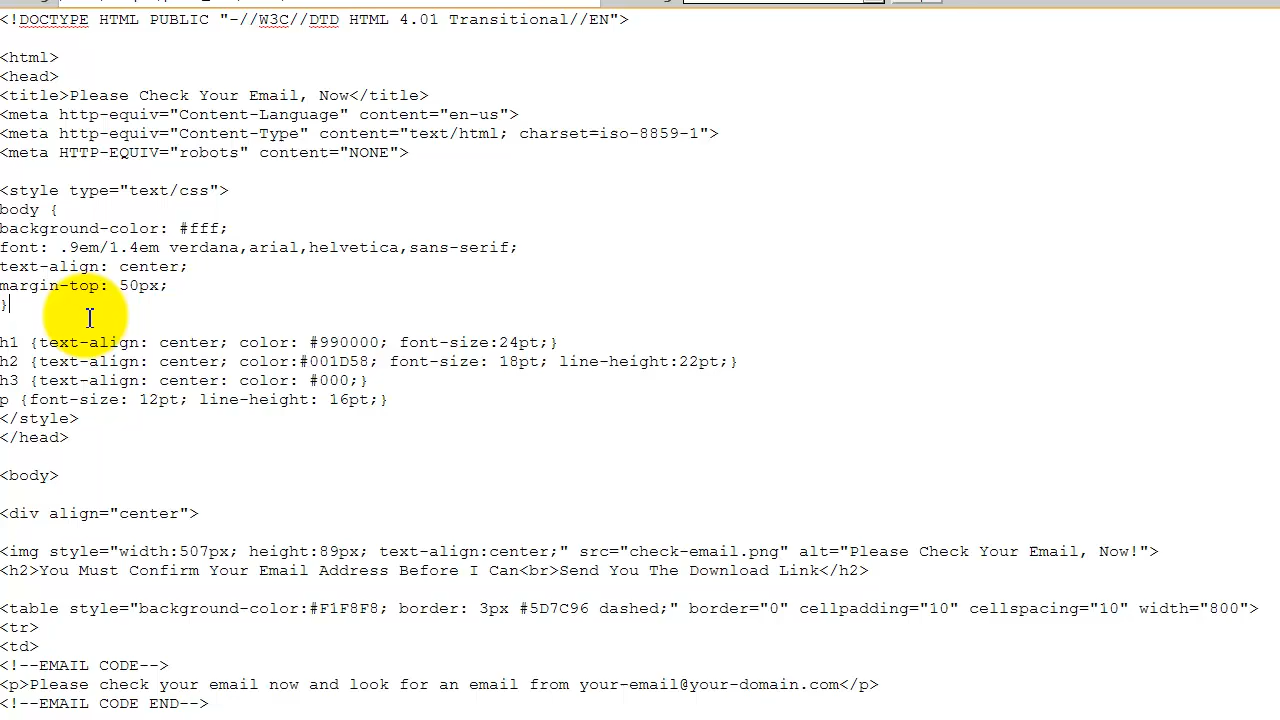 <!DOCTYPE HTML PUBLIC "-//W3C//DTD HTML 4.01 Transitional//EN">
<html>
<head>
<title>Please Check Your Email, Now</title>
<meta http-equiv="Content-Language" content="en-us">
<meta http-equiv="Content-Type" content="text/html; charset=iso-8859-1">
<meta HTTP-EQUIV="robots" content="NONE">
<style type="text/css">
body {
background-color: #fff;
font: .9em/1.4em verdana,arial,helvetica,sans-serif;
text-align: center;
margin-top: 50px;
}
h1 {text-align: center; color: #990000; font-size:24pt;}
h2 {text-align: center; color:#001D58; font-size: 18pt; line-height:22pt;}
h3 {text-align: center: color: #000;}
p {font-size: 12pt; line-height: 16pt;}
</style>
</head>
<body>
<div align="center">
<img style="width:507px; height:89px; text-align:center;" src="check-email.png" alt="Please Check Your Email, Now!">
<h2>You Must Confirm Your Email Address Before I Can<br>Send You The Download Link</h2>
<table style="background-color:#F1F8F8; border: 3px #5D7C96 dashed;" border="0" cellpadding="10" cellspacing="10" width="800">
<tr>
<td>
<!--EMAIL CODE-->
<p>Please check your email now and look for an email from your-email@your-domain.com</p>
<!--EMAIL CODE END-->